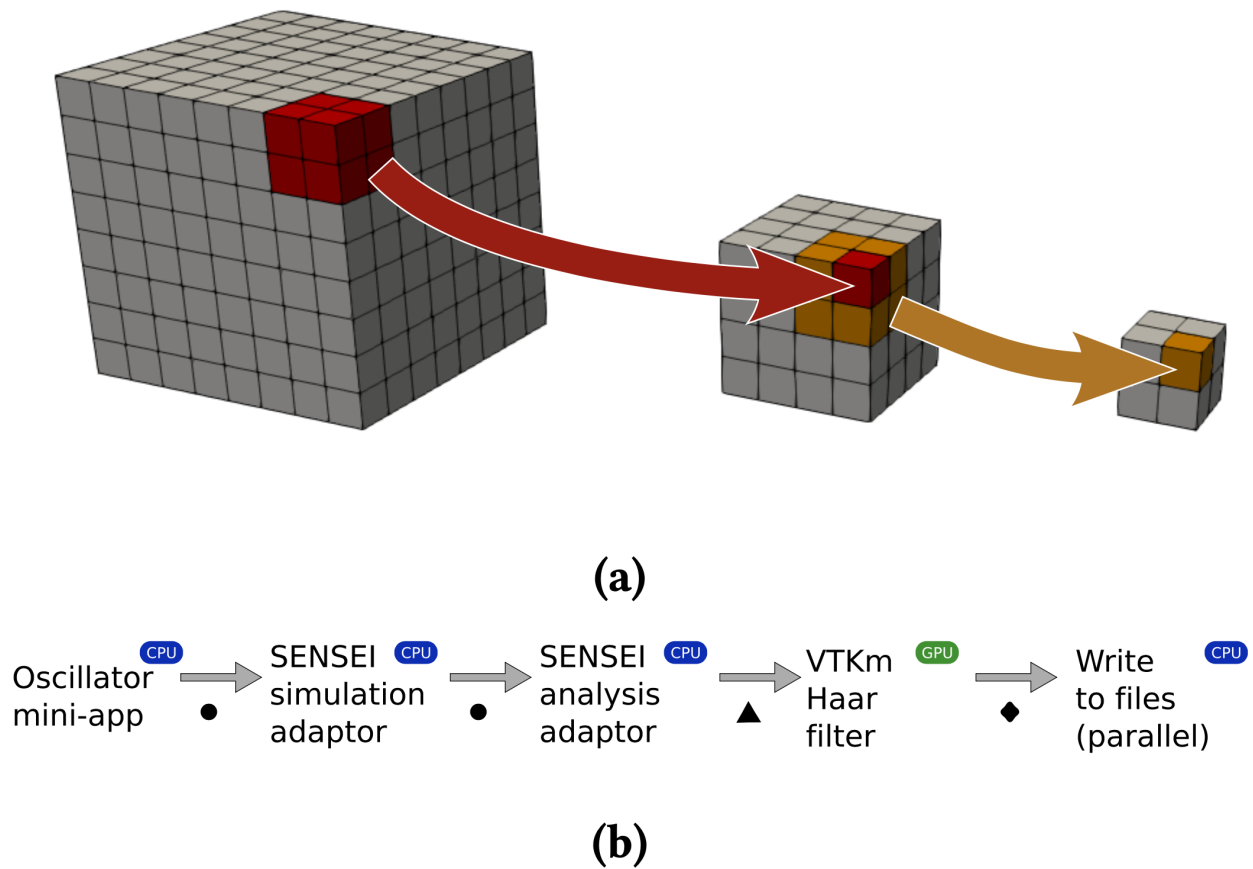 (a)
Oscillator
mini-app
CPU
SENSEI
simulation
adaptor
CPU
SENSEI
analysis
adaptor
CPU
VTKm
Haar
filter
GPU
Write
to files
(parallel)
CPU
(b)